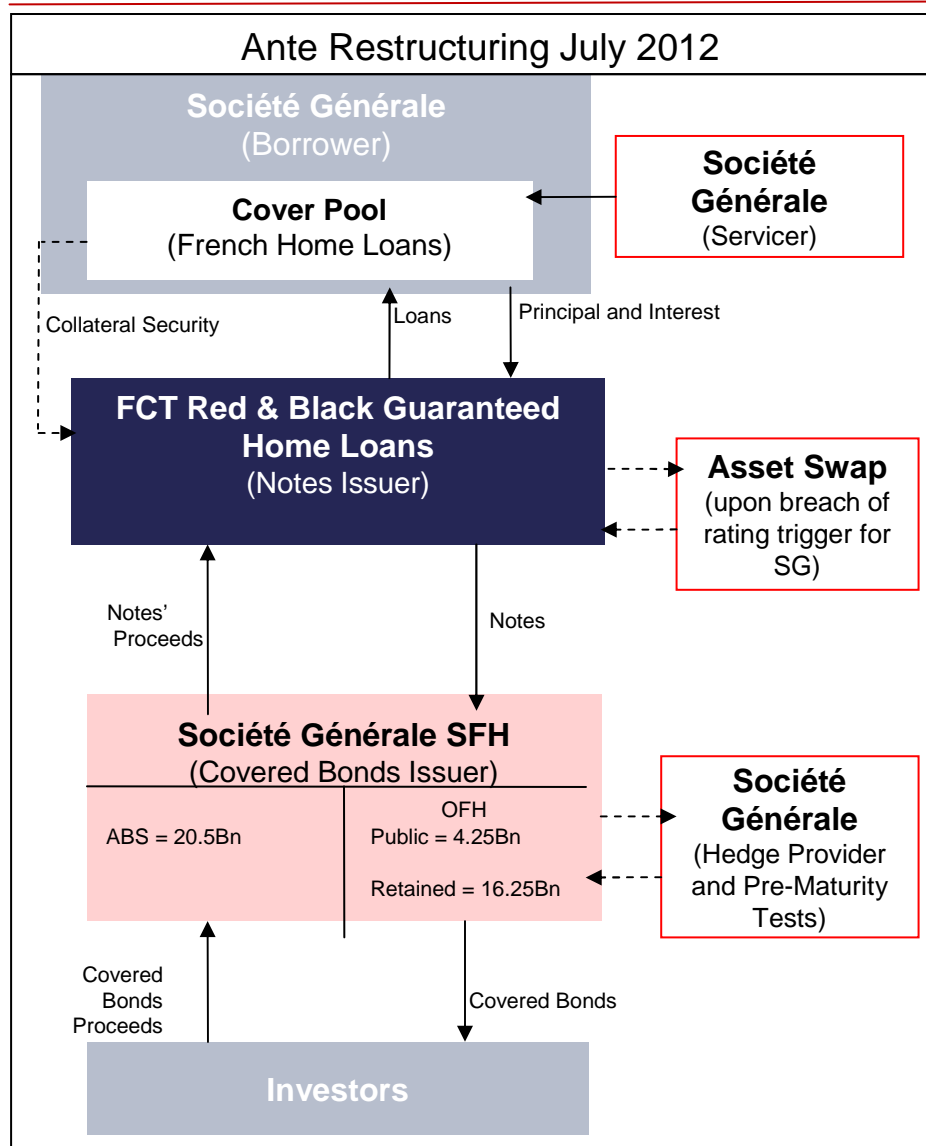 Ante Restructuring July 2012
Société Générale
(Borrower)
Cover Pool
(French Home Loans)
Société
Générale
(Servicer)
Collateral Security
Loans
Principal and Interest
FCT Red & Black Guaranteed
Home Loans
(Notes Issuer)
Asset Swap
(upon breach of
rating trigger for
SG)
Notes'
Proceeds
Notes
Société Générale SFH
(Covered Bonds Issuer)
ABS = 20.5Bn
OFH
Public = 4.25Bn
Retained = 16.25Bn
Société
Générale
(Hedge Provider
and Pre-Maturity
Tests)
Covered
Bonds
Proceeds
Covered Bonds
Investors